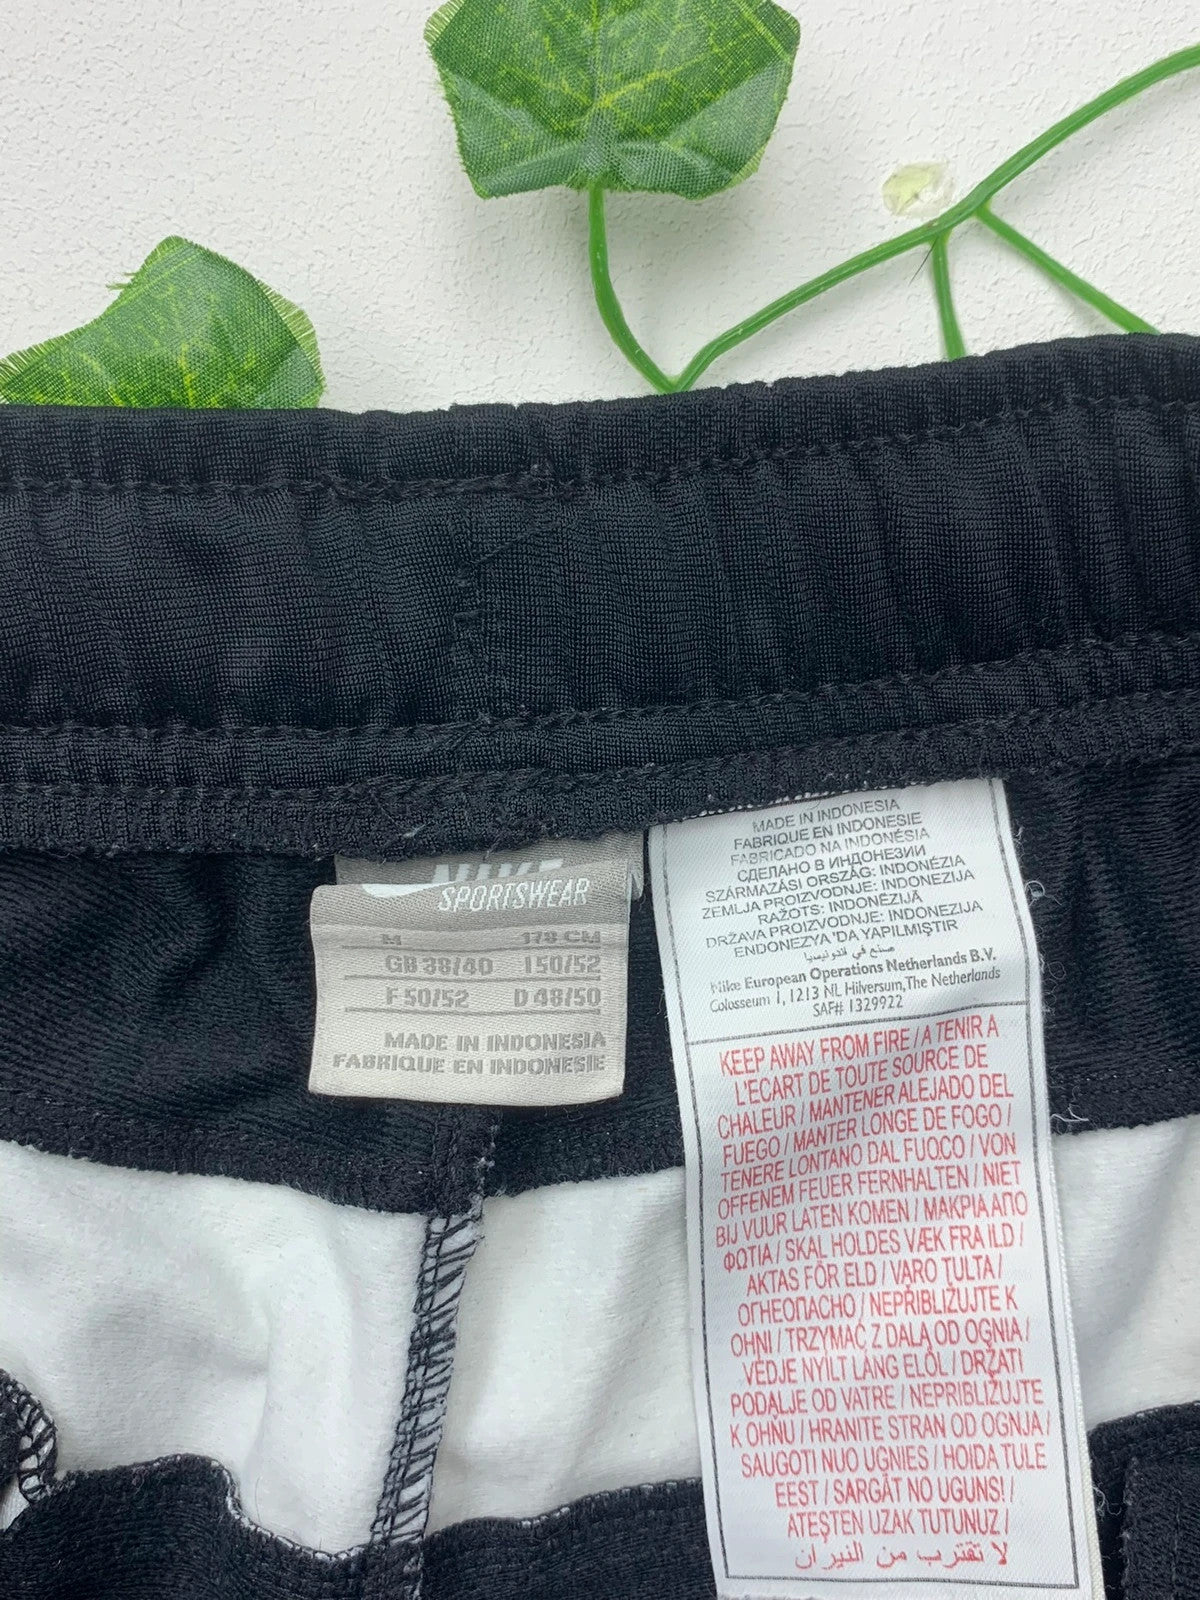 NIKE
SPORTSWEAR
M 178 CM
GB 38/40 I 50/52
F 50/52 D 48/50
MADE IN INDONESIA
FABRIQUE EN INDONESIE
MADE IN INDONESIA
FABRIQUE EN INDONESIE
FABRICADO NA INDONÉSIA
СДЕЛАНО В ИНДОНЕЗИИ
SZÁRMAZÁSI ORSZÁG: INDONÉZIA
ZEMLJA PROIZVODNJE: INDONEZIJA
RAŽOTS: INDONĒZIJĀ
DRŽAVA PROIZVODNJE: INDONEZIJA
ENDONEZYA 'DA YAPILMIŞTIR
صنع في اندونيسيا
Nike European Operations Netherlands B.V.
Colosseum 1, 1213 NL Hilversum, The Netherlands
SAF# 1329922
KEEP AWAY FROM FIRE / A TENIR A
L'ECART DE TOUTE SOURCE DE
CHALEUR / MANTENER ALEJADO DEL
FUEGO / MANTER LONGE DE FOGO /
TENERE LONTANO DAL FUOCO / VON
OFFENEM FEUER FERNHALTEN / NIET
BIJ VUUR LATEN KOMEN / ΜΑΚΡΙΑ ΑΠΟ
ΦΩΤΙΑ / SKAL HOLDES VÆK FRA ILD /
AKTAS FÖR ELD / VARO TULTA /
ОГНЕОПАСНО / NEPŘIBLIŽUJTE K
OHNI / TRZYMAĆ Z DALA OD OGNIA /
VÉDJE NYÍLT LÁNG ELŐL / DRŽATI
PODALJE OD VATRE / NEPRIBLIŽUJTE
K OHŇU / HRANITE STRAN OD OGNJA /
SAUGOTI NUO UGNIES / HOIDA TULE
EEST / SARGĀT NO UGUNS! /
ATEŞTEN UZAK TUTUNUZ /
لا تقترب من النيران